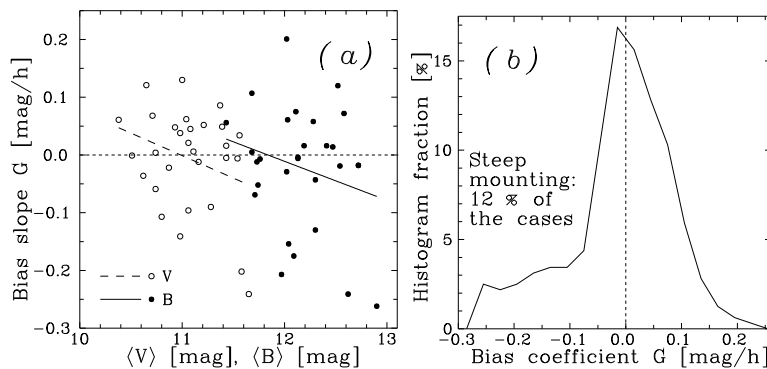 (a)
Bias slope G [mag/h]
0.2
0.1
0.0
-0.1
-0.2
-0.3
V
B
10
11
12
13
⟨V⟩ [mag], ⟨B⟩ [mag]
(b)
Histogram fraction [%]
15
10
5
0
Steep
mounting:
12 % of
the cases
-0.3
-0.2
-0.1
0.0
0.1
0.2
Bias coefficient G [mag/h]